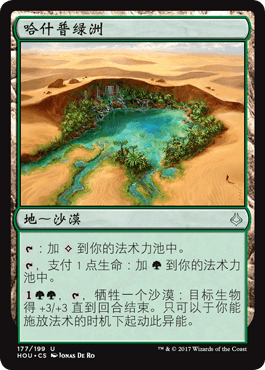 哈什普绿洲
地～沙漠
：加 到你的法术力池中。
，支付 1 点生命：加 到你的法术力
池中。
1 ， ，牺牲一个沙漠：目标生物
得 +3/+3 直到回合结束。只可以于你能
施放法术的时机下起动此异能。
177/199 U
HOU • CS JONAS DE RO
™ & © 2017 Wizards of the Coast